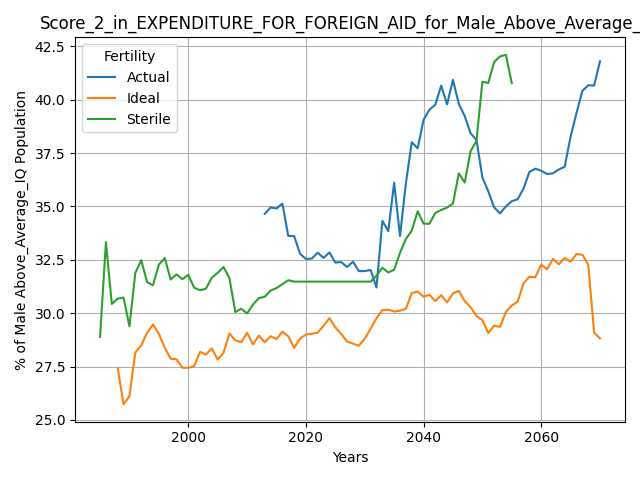 Score_2_in_EXPENDITURE_FOR_FOREIGN_AID_for_Male_Above_Average_
Fertility
Actual
Ideal
Sterile
42.5
40.0
37.5
35.0
32.5
30.0
27.5
25.0
% of Male Above_Average_IQ Population
2000
2020
2040
2060
Years